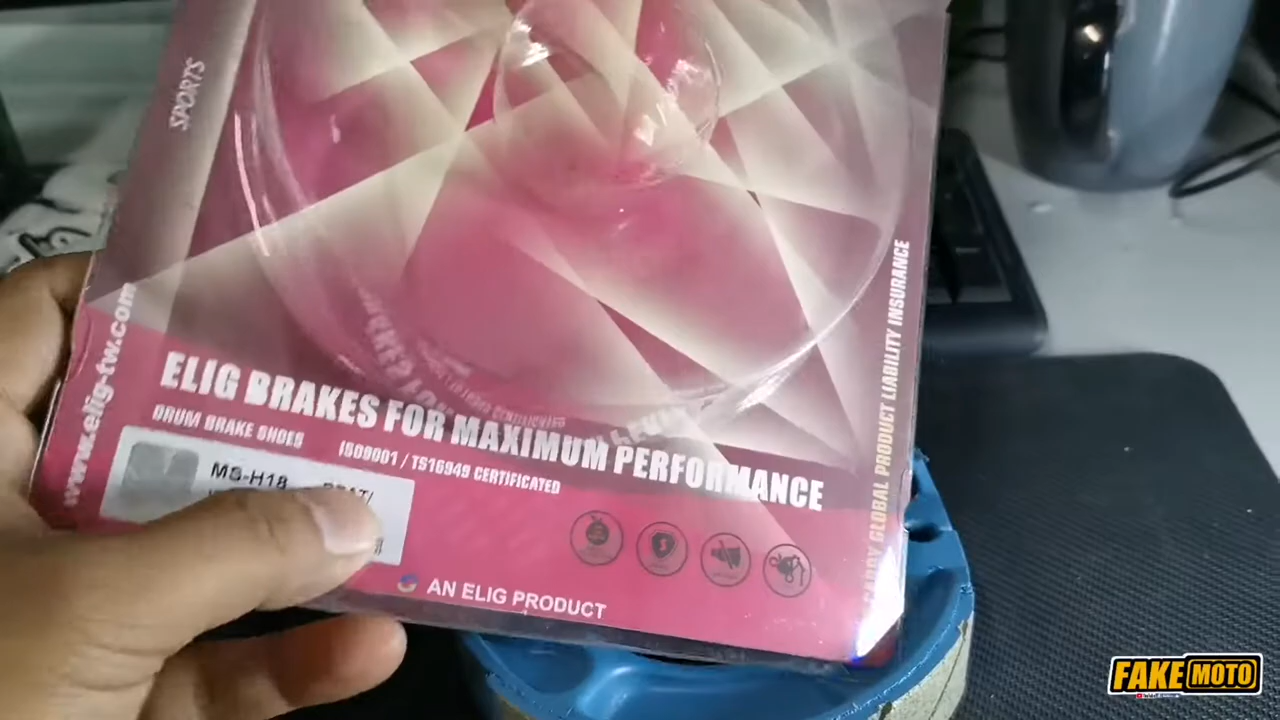 SPORTS
www.elig-tw.com
ELIG BRAKES FOR MAXIMUM PERFORMANCE
DRUM BRAKE SHOES
ISO9001 / TS16949 CERTIFICATED
MS-H18
AN ELIG PRODUCT
GLOBAL PRODUCT LIABILITY INSURANCE
FAKE MOTO